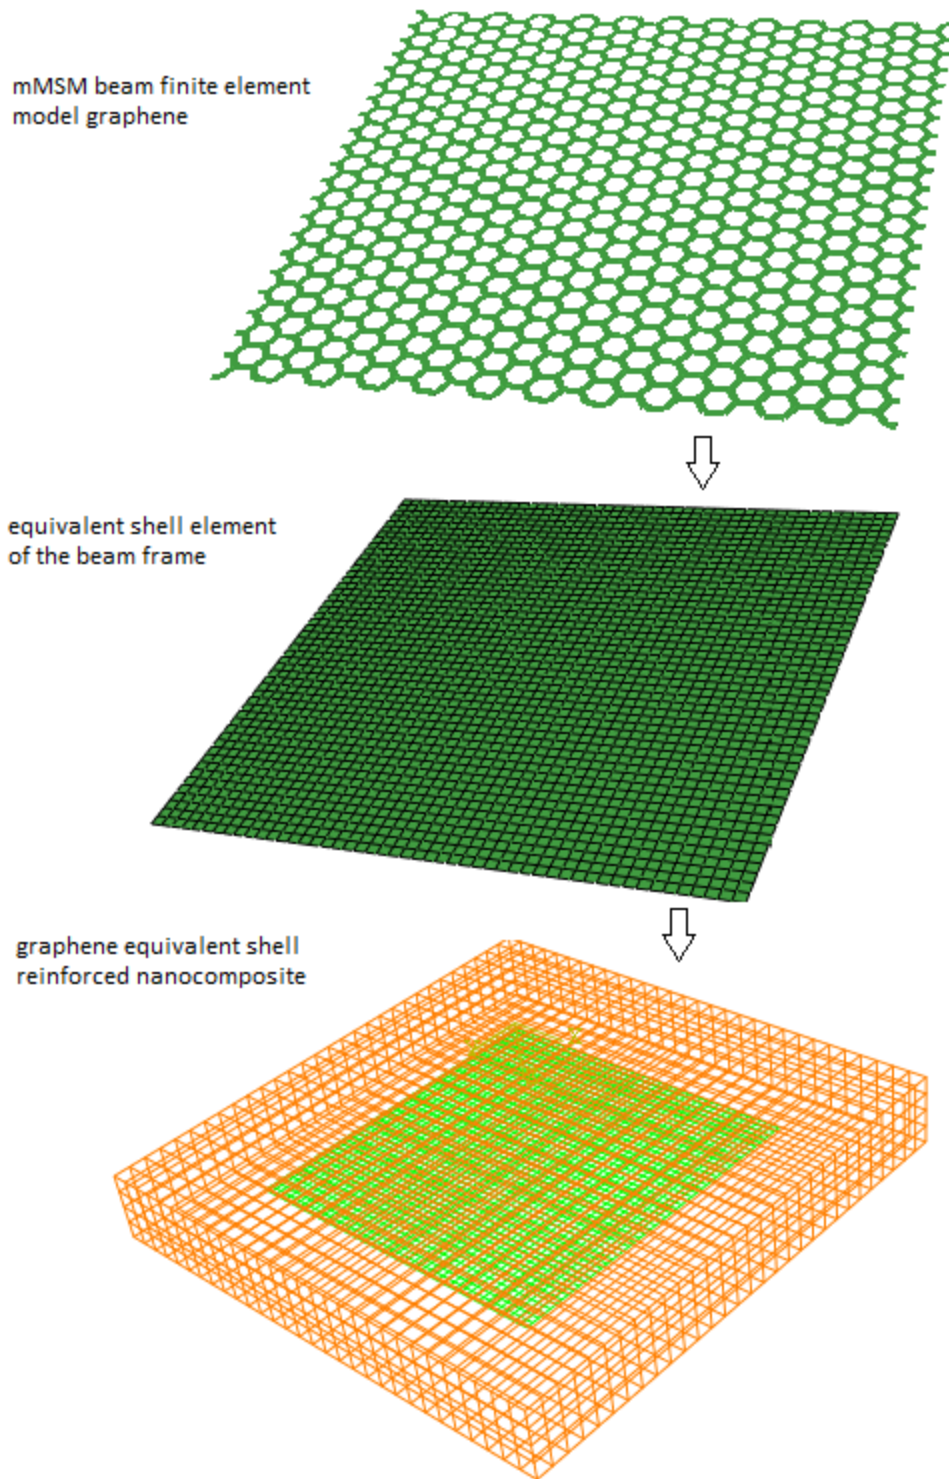 mMSM beam finite element
model graphene
equivalent shell element
of the beam frame
graphene equivalent shell
reinforced nanocomposite